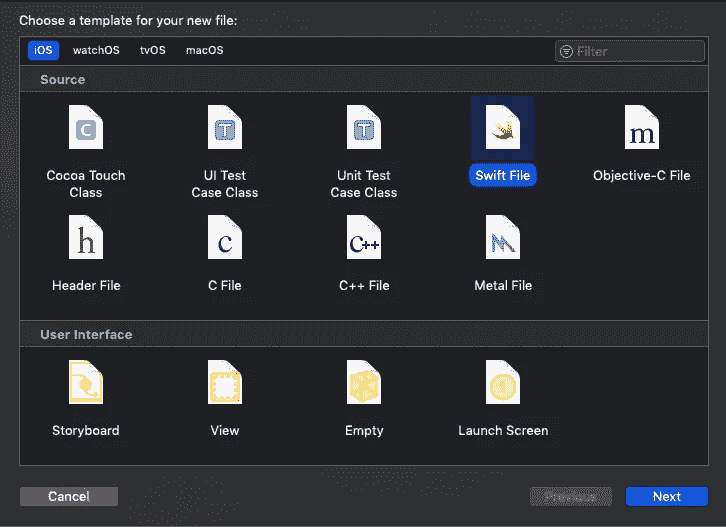 Choose a template for your new file:
iOS watchOS tvOS macOS Filter
Source
C T T m
Cocoa Touch Class UI Test Case Class Unit Test Case Class Swift File Objective-C File
h c C++
Header File C File C++ File Metal File
User Interface
Storyboard View Empty Launch Screen
Cancel Previous Next